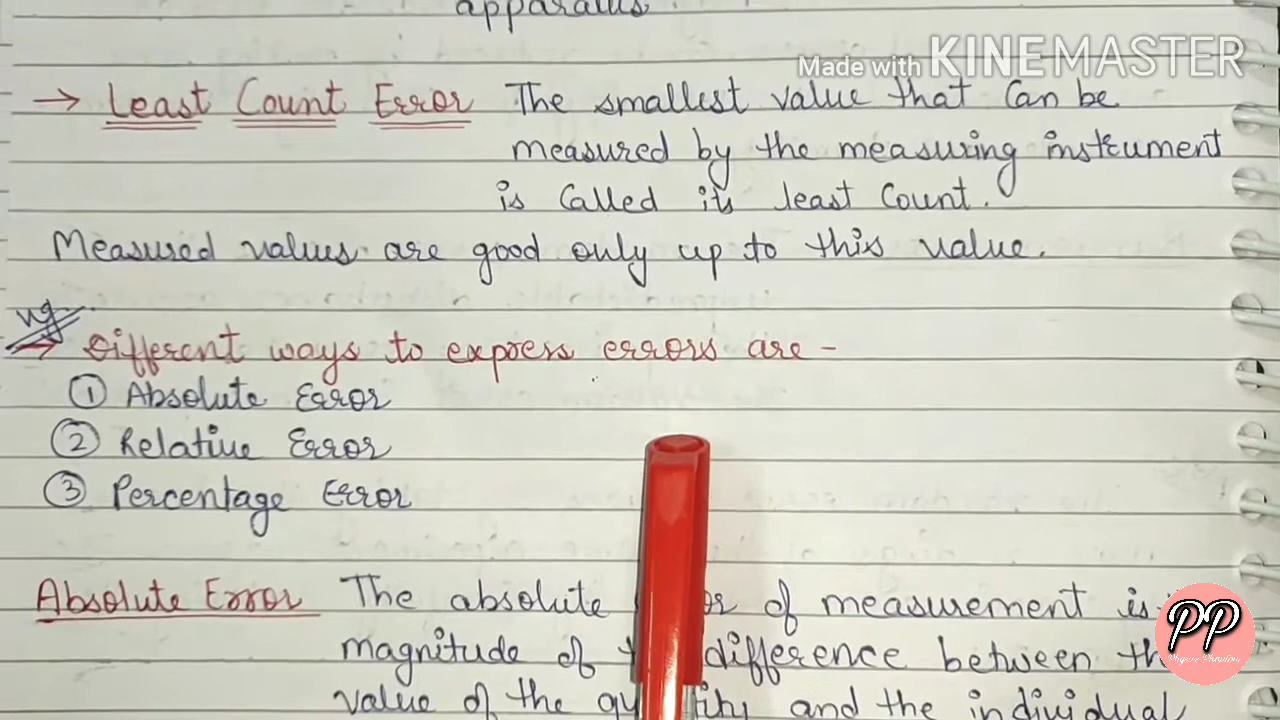 apparatus.
Made with KINEMASTER
→ Least Count Error The smallest value that can be
measured by the measuring instrument
is called its least count.
Measured values are good only up to this value.
→ Different ways to express errors are -
① Absolute Error
② Relative Error
③ Percentage Error
Absolute Error The absolute of measurement is
magnitude of difference between
value of the and the individual
PP